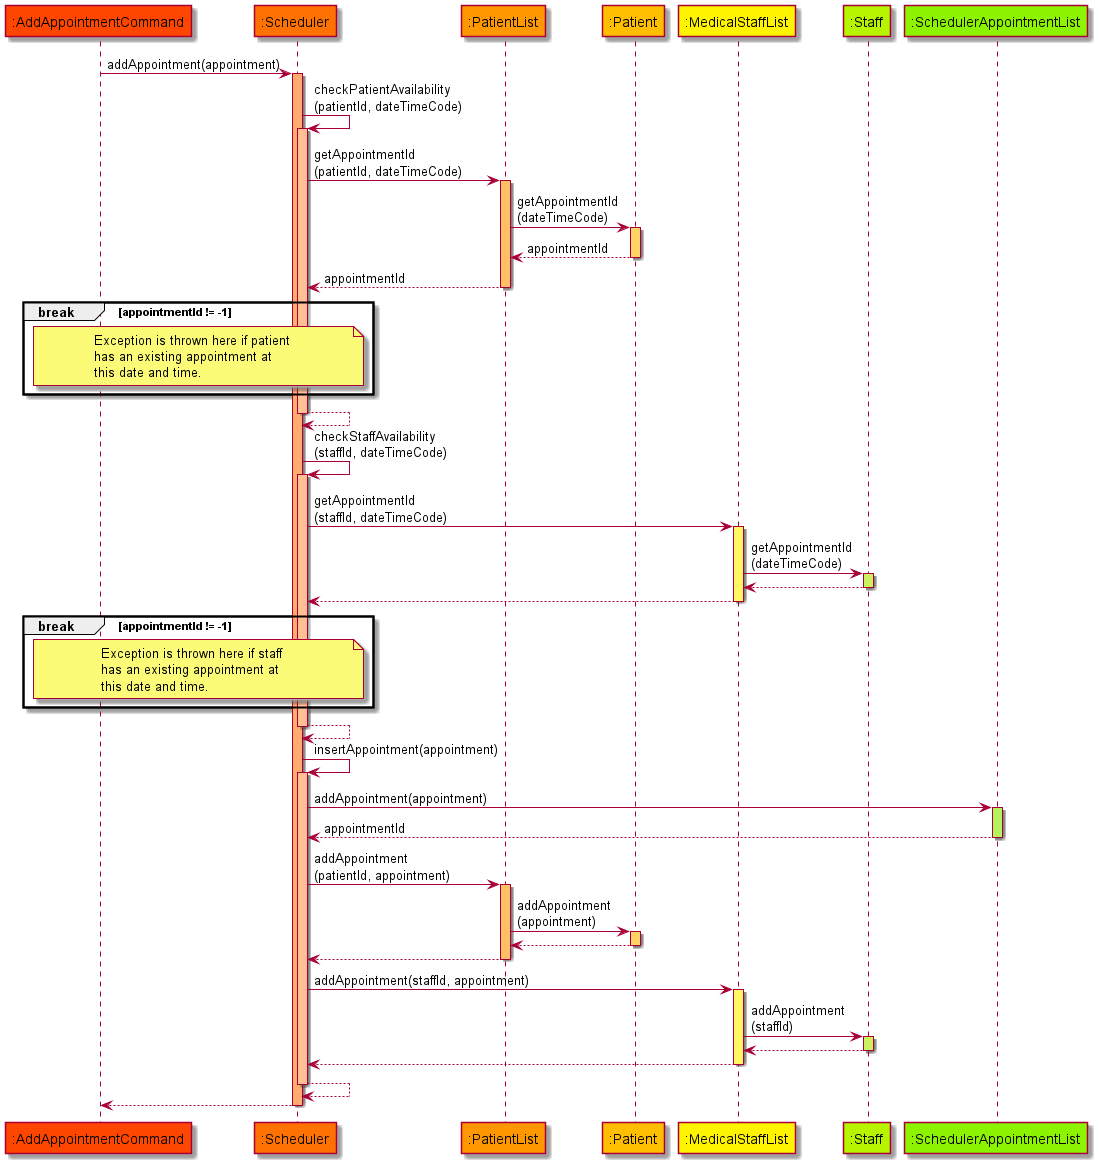 :AddAppointmentCommand :Scheduler :PatientList :Patient :MedicalStaffList :Staff :SchedulerAppointmentList
addAppointment(appointment)
checkPatientAvailability
(patientId, dateTimeCode)
getAppointmentId
(patientId, dateTimeCode)
getAppointmentId
(dateTimeCode)
appointmentId
appointmentId
break [appointmentId != -1]
Exception is thrown here if patient
has an existing appointment at
this date and time.
checkStaffAvailability
(staffId, dateTimeCode)
getAppointmentId
(staffId, dateTimeCode)
getAppointmentId
(dateTimeCode)
break [appointmentId != -1]
Exception is thrown here if staff
has an existing appointment at
this date and time.
insertAppointment(appointment)
addAppointment(appointment)
appointmentId
addAppointment
(patientId, appointment)
addAppointment
(appointment)
addAppointment(staffId, appointment)
addAppointment
(staffId)
:AddAppointmentCommand :Scheduler :PatientList :Patient :MedicalStaffList :Staff :SchedulerAppointmentList